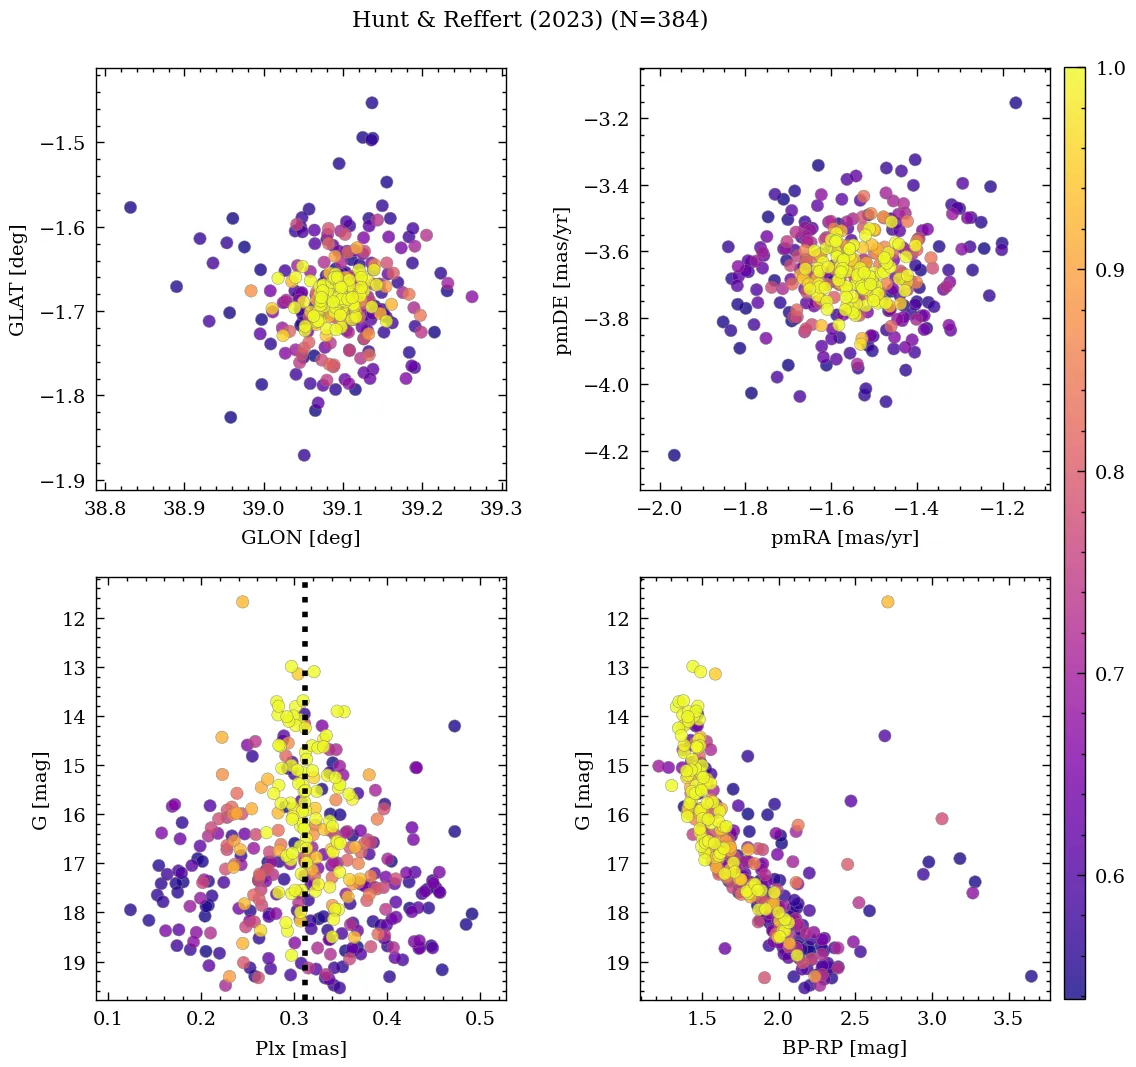 Hunt & Reffert (2023) (N=384)
GLAT [deg]
−1.5
−1.6
−1.7
−1.8
−1.9
38.8 38.9 39.0 39.1 39.2 39.3
GLON [deg]
pmDE [mas/yr]
−3.2
−3.4
−3.6
−3.8
−4.0
−4.2
−2.0 −1.8 −1.6 −1.4 −1.2
pmRA [mas/yr]
1.0
0.9
0.8
0.7
0.6
G [mag]
12
13
14
15
16
17
18
19
0.1 0.2 0.3 0.4 0.5
Plx [mas]
G [mag]
12
13
14
15
16
17
18
19
1.5 2.0 2.5 3.0 3.5
BP-RP [mag]